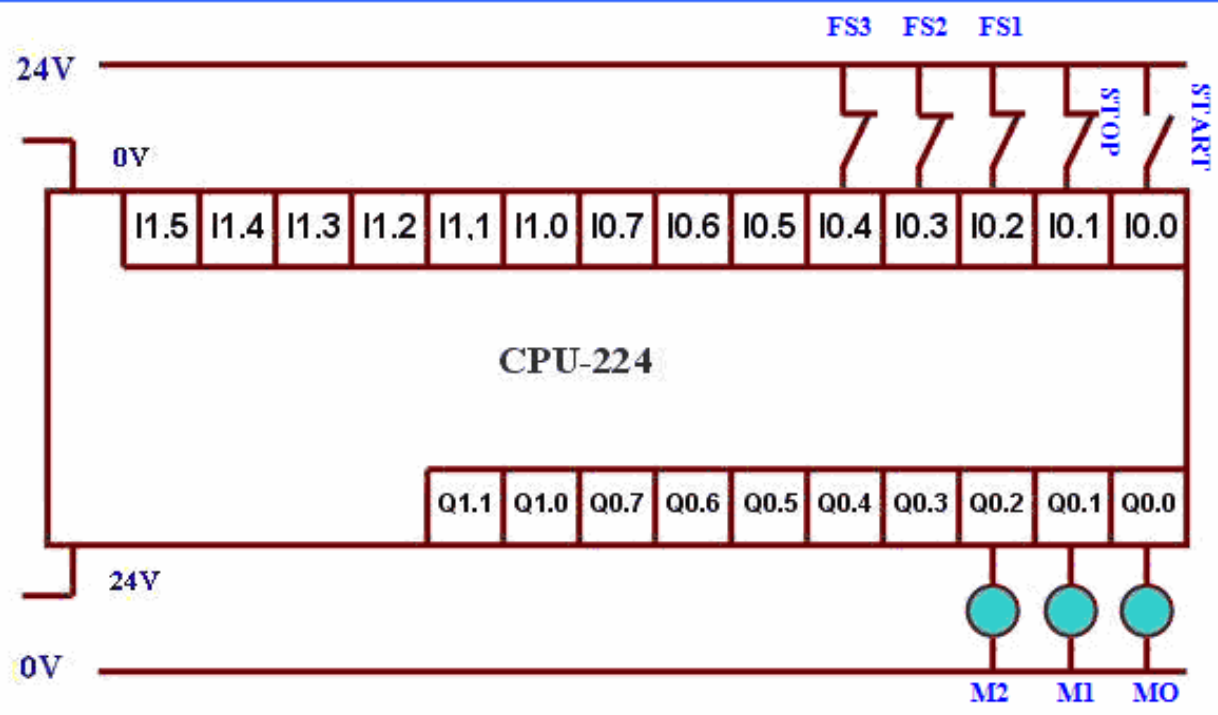 FS3 FS2 FS1
24V
STOP
START
0V
I1.5 I1.4 I1.3 I1.2 I1,1 I1.0 I0.7 I0.6 I0.5 I0.4 I0.3 I0.2 I0.1 I0.0
CPU-224
Q1.1 Q1.0 Q0.7 Q0.6 Q0.5 Q0.4 Q0.3 Q0.2 Q0.1 Q0.0
24V
0V
M2 M1 MO